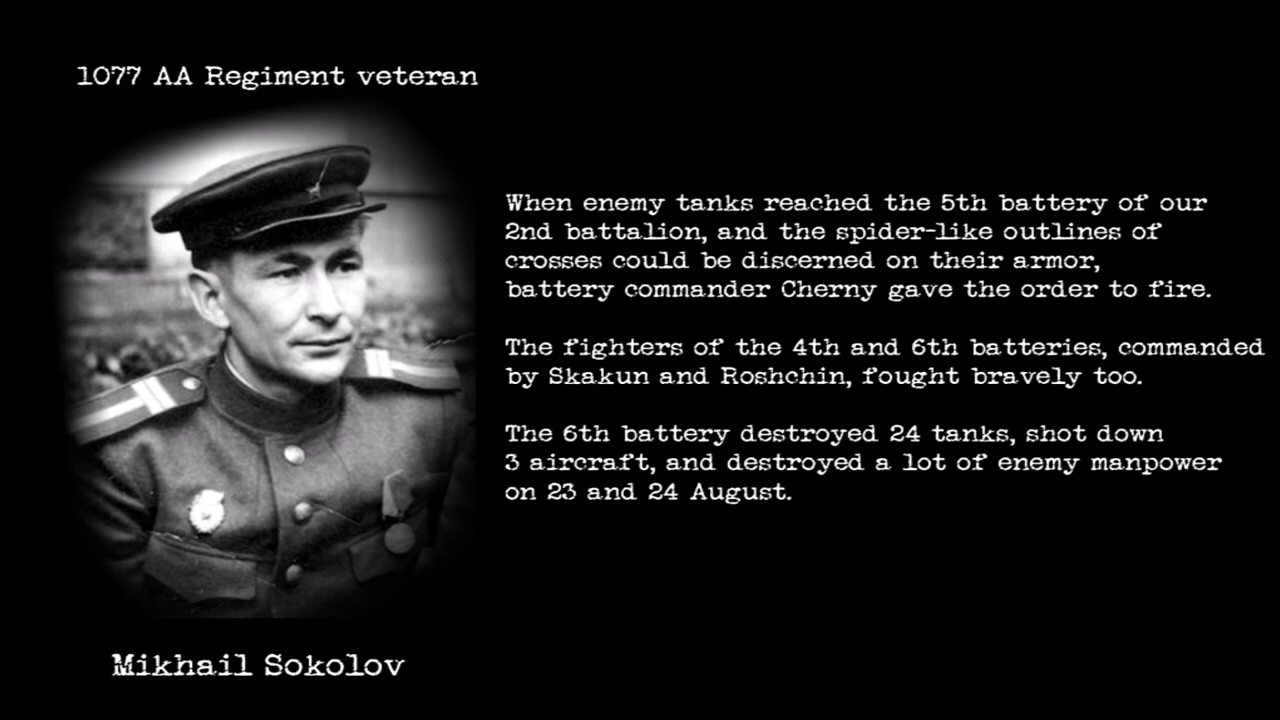 1077 AA Regiment veteran
When enemy tanks reached the 5th battery of our
2nd battalion, and the spider-like outlines of
crosses could be discerned on their armor,
battery commander Cherny gave the order to fire.
The fighters of the 4th and 6th batteries, commanded
by Skakun and Roshchin, fought bravely too.
The 6th battery destroyed 24 tanks, shot down
3 aircraft, and destroyed a lot of enemy manpower
on 23 and 24 August.
Mikhail Sokolov